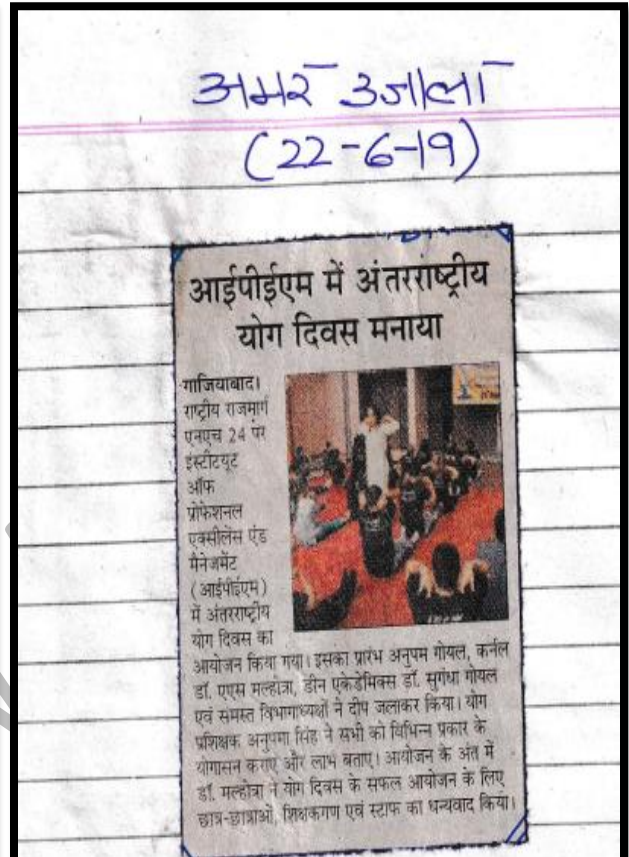 अमर उजाला
(22-6-19)
आईपीईएम में अंतरराष्ट्रीय
योग दिवस मनाया
गाजियाबाद।
राष्ट्रीय राजमार्ग
एनएच 24 पर
इंस्टीटयूट
ऑफ
प्रोफेशनल
एक्सीलेंस एंड
मैनेजमेंट
(आईपीईएम)
में अंतरराष्ट्रीय
योग दिवस का
आयोजन किया गया। इसका प्रारंभ अनुपम गोयल, कर्नल
डॉ. एएस मल्होत्रा, डीन एकेडेमिक्स डॉ. सुगंधा गोयल
एवं समस्त विभागाध्यक्षों ने दीप जलाकर किया। योग
प्रशिक्षक अनुपमा सिंह ने सभी को विभिन्न प्रकार के
योगासन कराए और लाभ बताए। आयोजन के अंत में
डॉ. मल्होत्रा ने योग दिवस के सफल आयोजन के लिए
छात्र-छात्राओं, शिक्षकगण एवं स्टाफ का धन्यवाद किया।